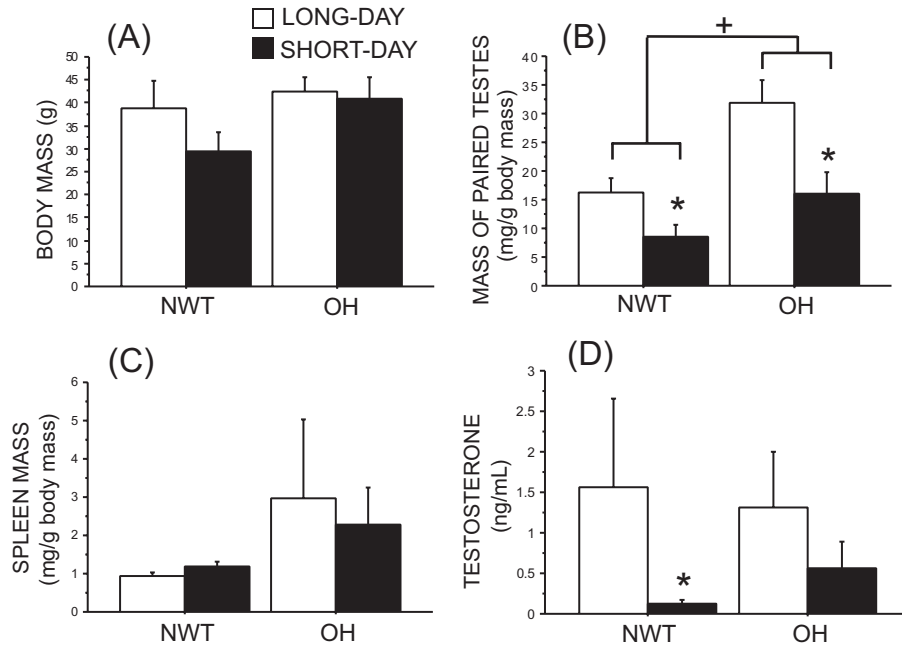 (A)
LONG-DAY
SHORT-DAY
BODY MASS (g)
50
45
40
35
30
25
20
15
10
5
0
NWT
OH
(B)
MASS OF PAIRED TESTES
(mg/g body mass)
40
35
30
25
20
15
10
5
0
+
*
*
NWT
OH
(C)
SPLEEN MASS
(mg/g body mass)
6
5
4
3
2
1
0
NWT
OH
(D)
TESTOSTERONE
(ng/mL)
3
2.5
2
1.5
1
0.5
0
*
NWT
OH